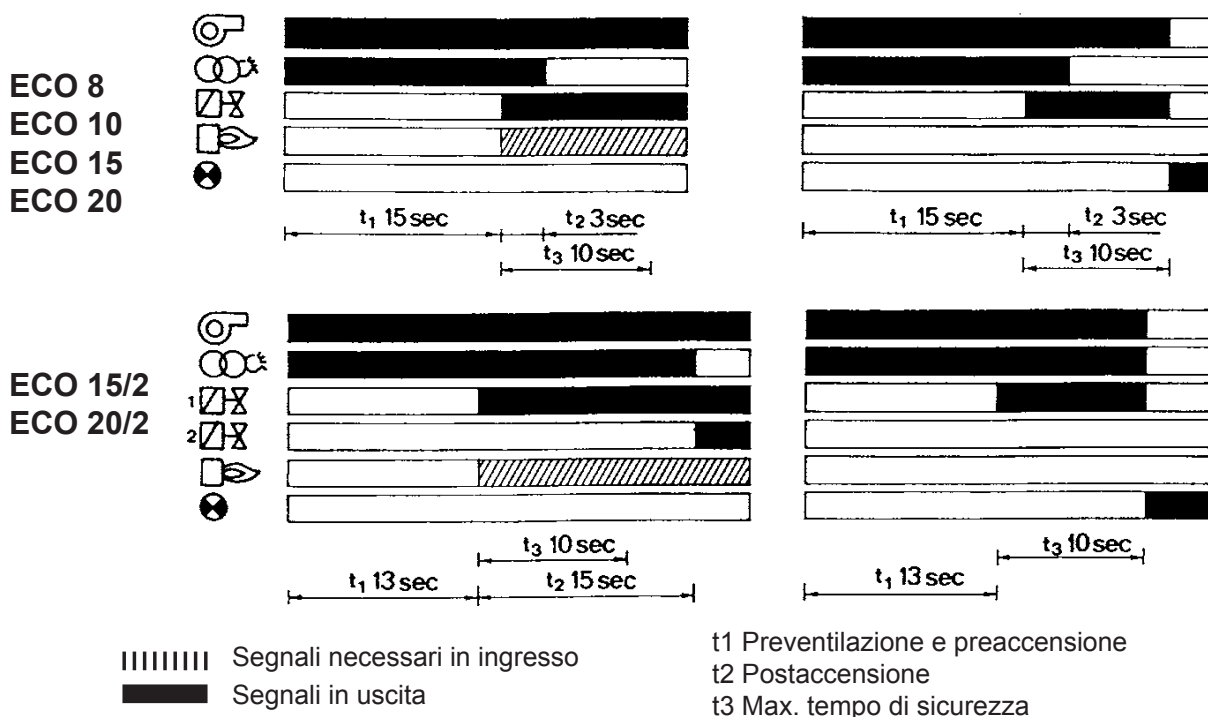 ECO 8
ECO 10
ECO 15
ECO 20
t1 15 sec
t2 3 sec
t3 10 sec
t1 15 sec
t2 3 sec
t3 10 sec
ECO 15/2
ECO 20/2
1
2
t3 10 sec
t1 13 sec
t2 15 sec
t3 10 sec
t1 13 sec
Segnali necessari in ingresso
Segnali in uscita
t1 Preventilazione e preaccensione
t2 Postaccensione
t3 Max. tempo di sicurezza